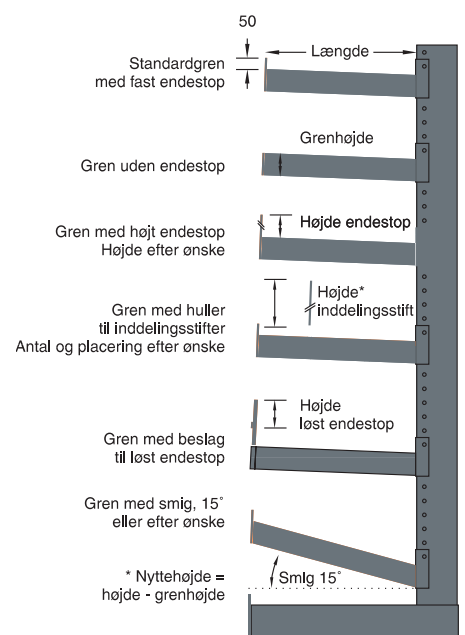 50
Længde
Standardgren
med fast endestop
Grenhøjde
Gren uden endestop
Højde endestop
Gren med højt endestop
Højde efter ønske
Højde*
inddelingsstift
Gren med huller
til inddelingsstifter
Antal og placering efter ønske
Højde
løst endestop
Gren med beslag
til løst endestop
Gren med smig, 15°
eller efter ønske
Smig 15°
* Nyttehøjde =
højde - grenhøjde